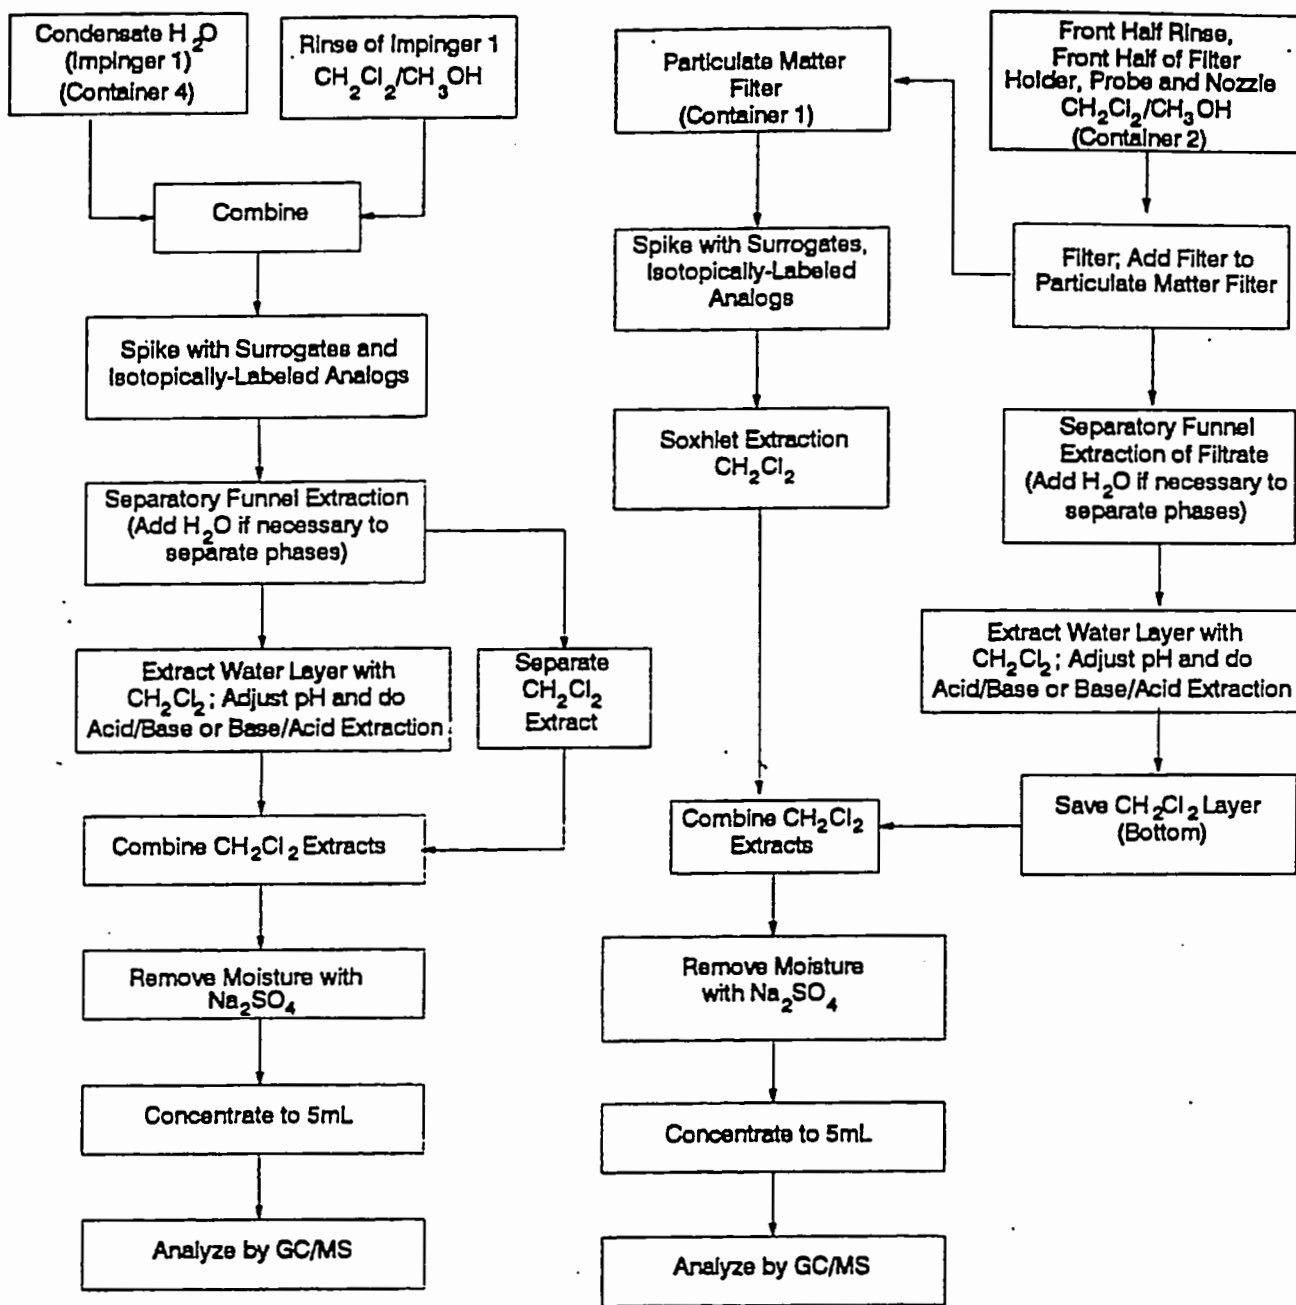 Condensate H2O
(Impinger 1)
(Container 4)
Rinse of Impinger 1
CH2Cl2/CH3OH
Combine
Spike with Surrogates and
Isotopically-Labeled Analogs
Separatory Funnel Extraction
(Add H2O if necessary to
separate phases)
Extract Water Layer with
CH2Cl2; Adjust pH and do
Acid/Base or Base/Acid Extraction
Separate
CH2Cl2
Extract
Combine CH2Cl2 Extracts
Remove Moisture with
Na2SO4
Concentrate to 5mL
Analyze by GC/MS
Particulate Matter
Filter
(Container 1)
Spike with Surrogates,
Isotopically-Labeled
Analogs
Soxhlet Extraction
CH2Cl2
Combine CH2Cl2
Extracts
Remove Moisture
with Na2SO4
Concentrate to 5mL
Analyze by GC/MS
Front Half Rinse,
Front Half of Filter
Holder, Probe and Nozzle
CH2Cl2/CH3OH
(Container 2)
Filter; Add Filter to
Particulate Matter Filter
Separatory Funnel
Extraction of Filtrate
(Add H2O if necessary to
separate phases)
Extract Water Layer with
CH2Cl2; Adjust pH and do
Acid/Base or Base/Acid Extraction
Save CH2Cl2 Layer
(Bottom)